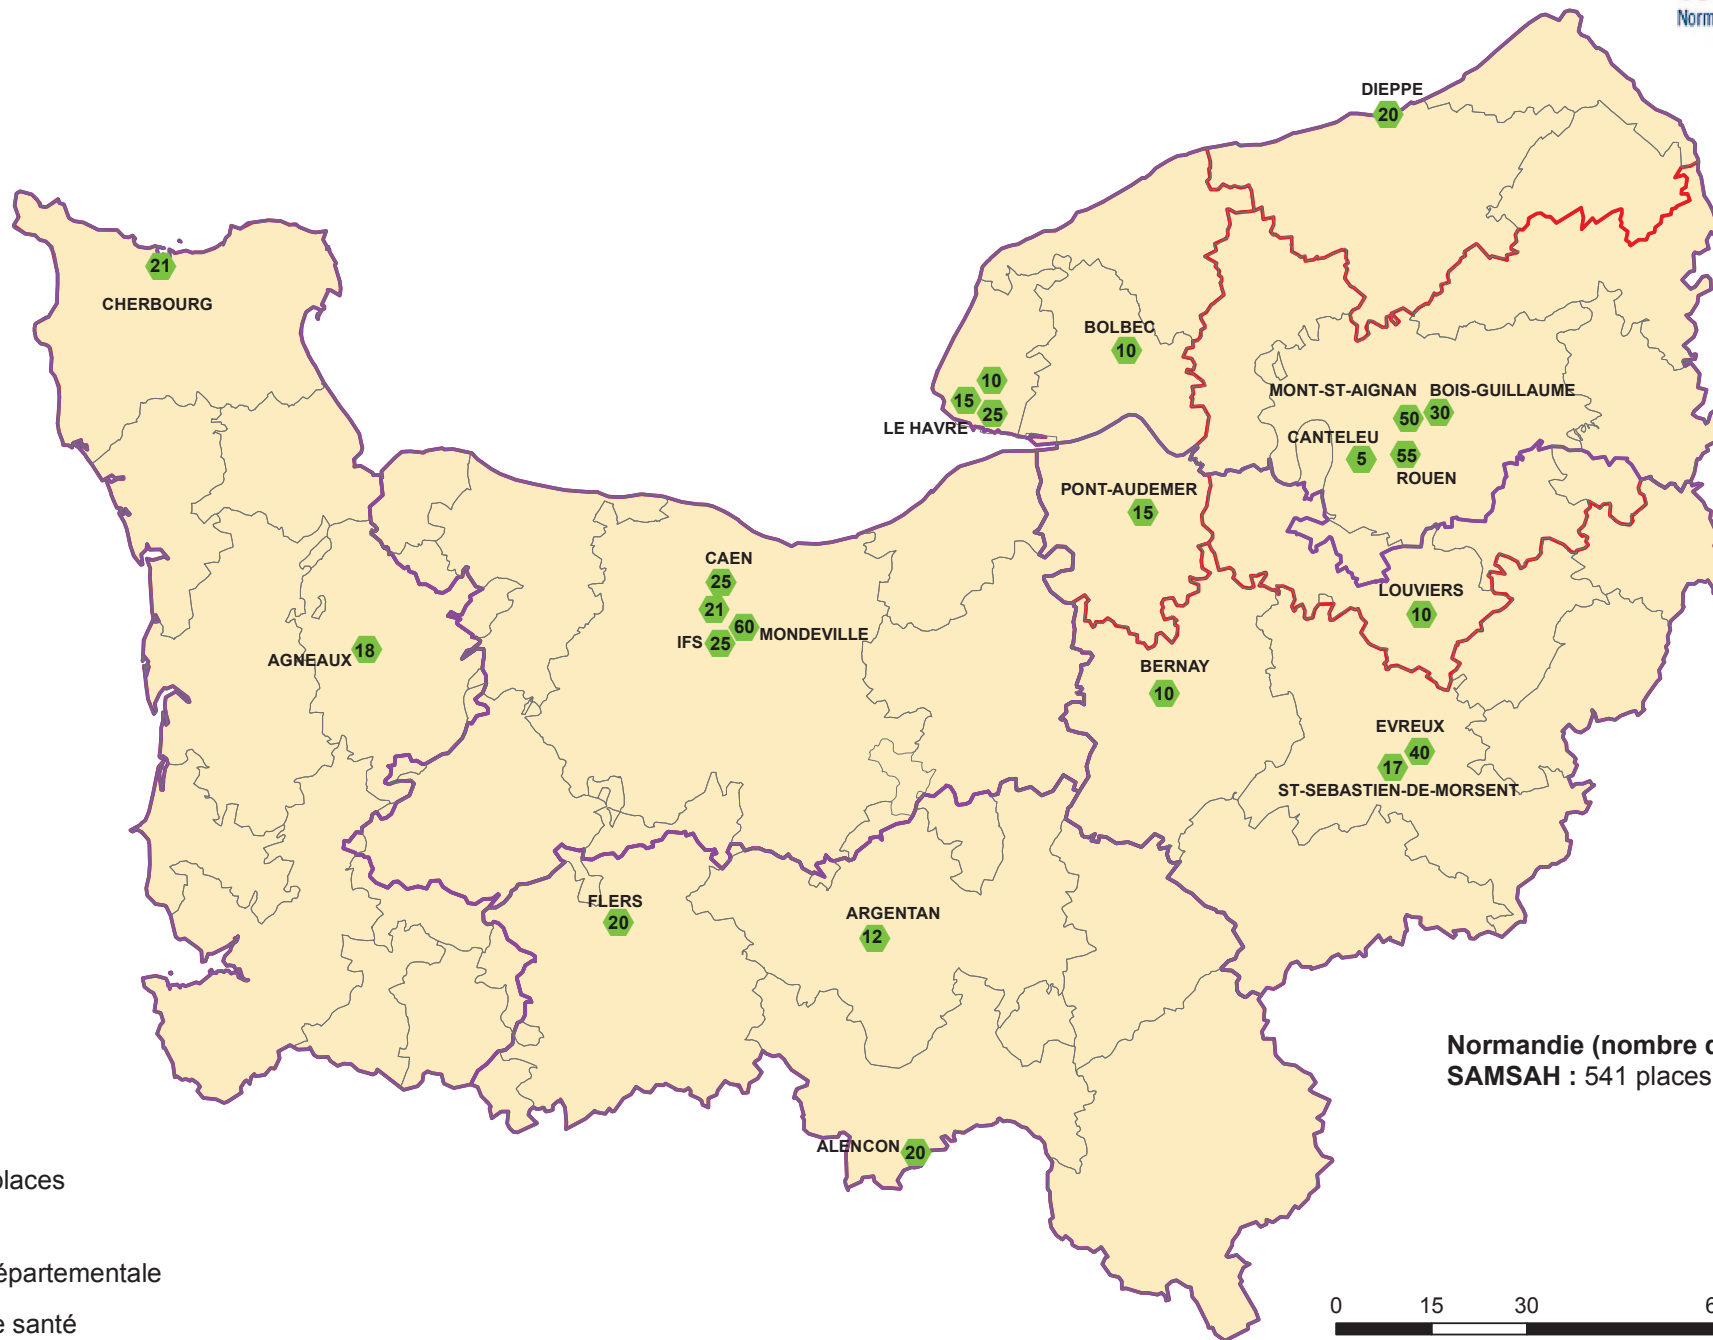 Norm
DIEPPE
20
21
CHERBOURG
BOLBEC
10
10
15
25
LE HAVRE
MONT-ST-AIGNAN BOIS-GUILLAUME
50 30
CANTELEU
5 55
ROUEN
PONT-AUDEMER
15
CAEN
25
21
60 MONDEVILLE
IFS 25
LOUVIERS
10
AGNEAUX 18
BERNAY
10
EVREUX
40
17
ST-SEBASTIEN-DE-MORSENT
FLERS
20
ARGENTAN
12
Normandie (nombre
SAMSAH : 541 places
ALENCON 20
places
épartementale
santé
0 15 30 6